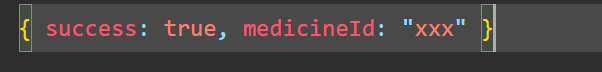 { success: true, medicineId: "xxx" }